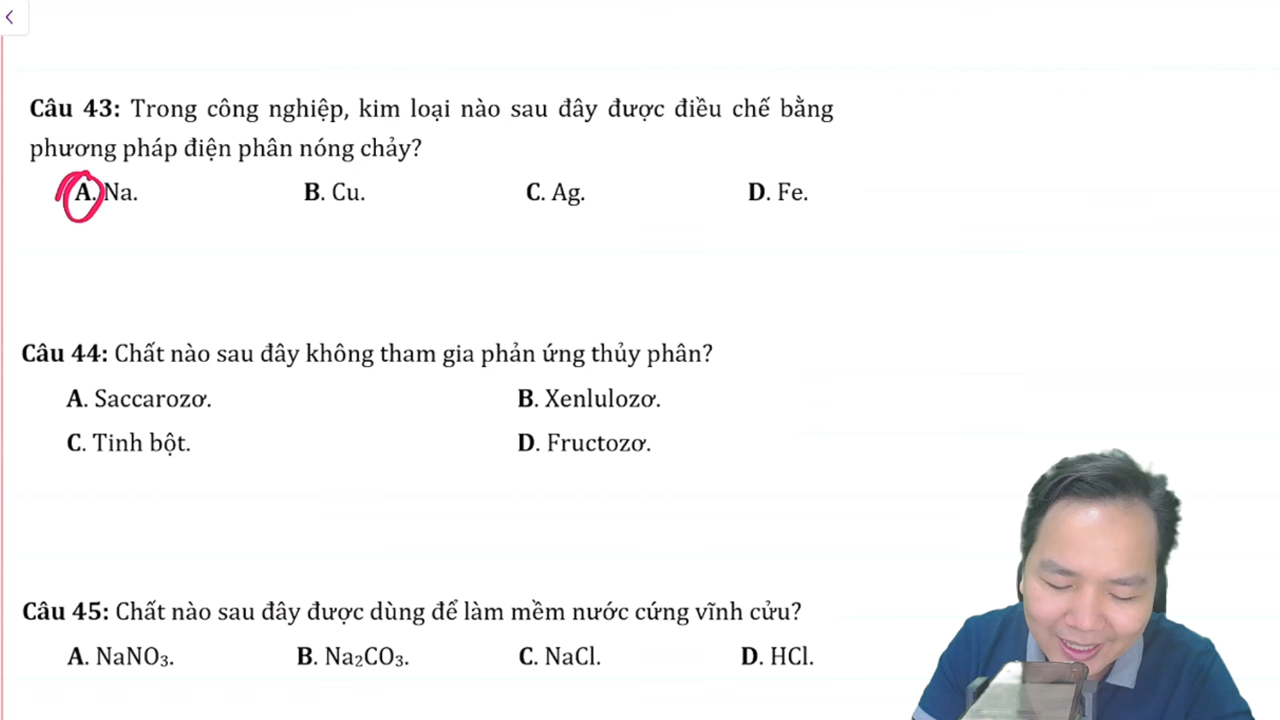 Câu 43: Trong công nghiệp, kim loại nào sau đây được điều chế bằng
phương pháp điện phân nóng chảy?
A. Na. B. Cu. C. Ag. D. Fe.
Câu 44: Chất nào sau đây không tham gia phản ứng thủy phân?
A. Saccarozơ. B. Xenlulozơ.
C. Tinh bột. D. Fructozơ.
Câu 45: Chất nào sau đây được dùng để làm mềm nước cứng vĩnh cửu?
A. NaNO₃. B. Na₂CO₃. C. NaCl. D. HCl.